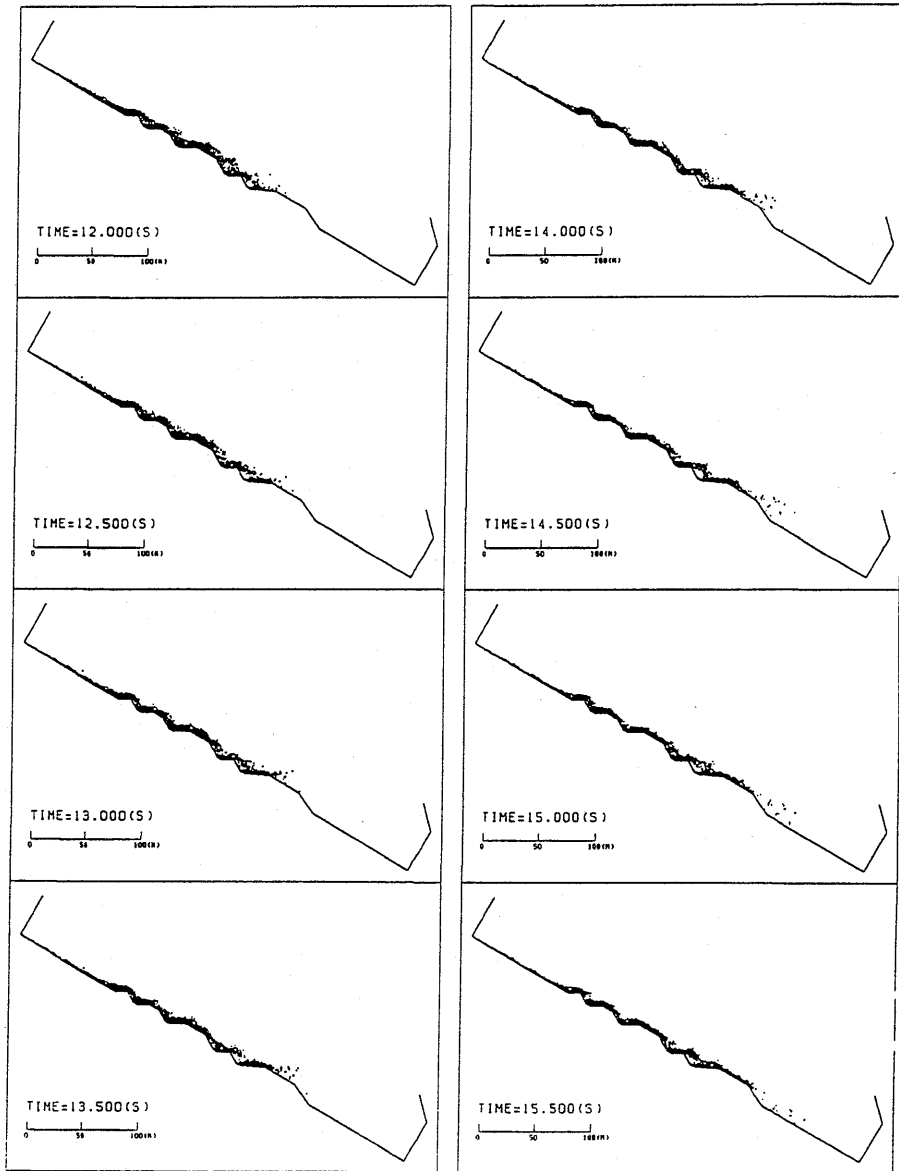 TIME=12.000(S)
0 50 100(M)
TIME=12.500(S)
0 50 100(M)
TIME=13.000(S)
0 50 100(M)
TIME=13.500(S)
0 50 100(M)
TIME=14.000(S)
0 50 100(M)
TIME=14.500(S)
0 50 100(M)
TIME=15.000(S)
0 50 100(M)
TIME=15.500(S)
0 50 100(M)